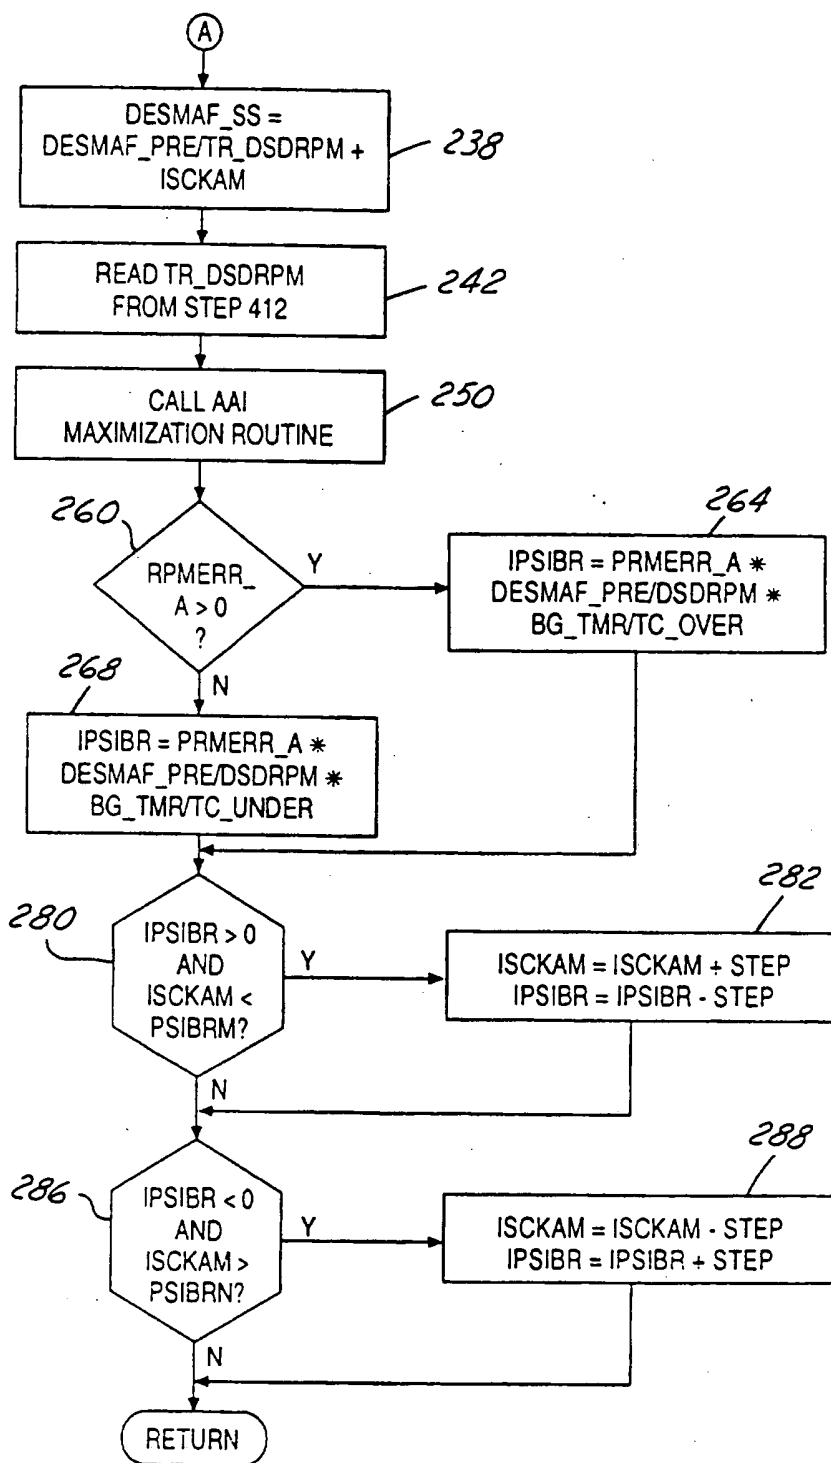 A
DESMAF_SS =
DESMAF_PRE/TR_DSDRPM +
ISCKAM
238
READ TR_DSDRPM
FROM STEP 412
242
CALL AAI
MAXIMIZATION ROUTINE
250
260
RPMERR_
A > 0
?
Y
N
264
IPSIBR = PRMERR_A *
DESMAF_PRE/DSDRPM *
BG_TMR/TC_OVER
268
IPSIBR = PRMERR_A *
DESMAF_PRE/DSDRPM *
BG_TMR/TC_UNDER
280
IPSIBR > 0
AND
ISCKAM <
PSIBRM?
Y
N
282
ISCKAM = ISCKAM + STEP
IPSIBR = IPSIBR - STEP
286
IPSIBR < 0
AND
ISCKAM >
PSIBRN?
Y
N
288
ISCKAM = ISCKAM - STEP
IPSIBR = IPSIBR + STEP
RETURN